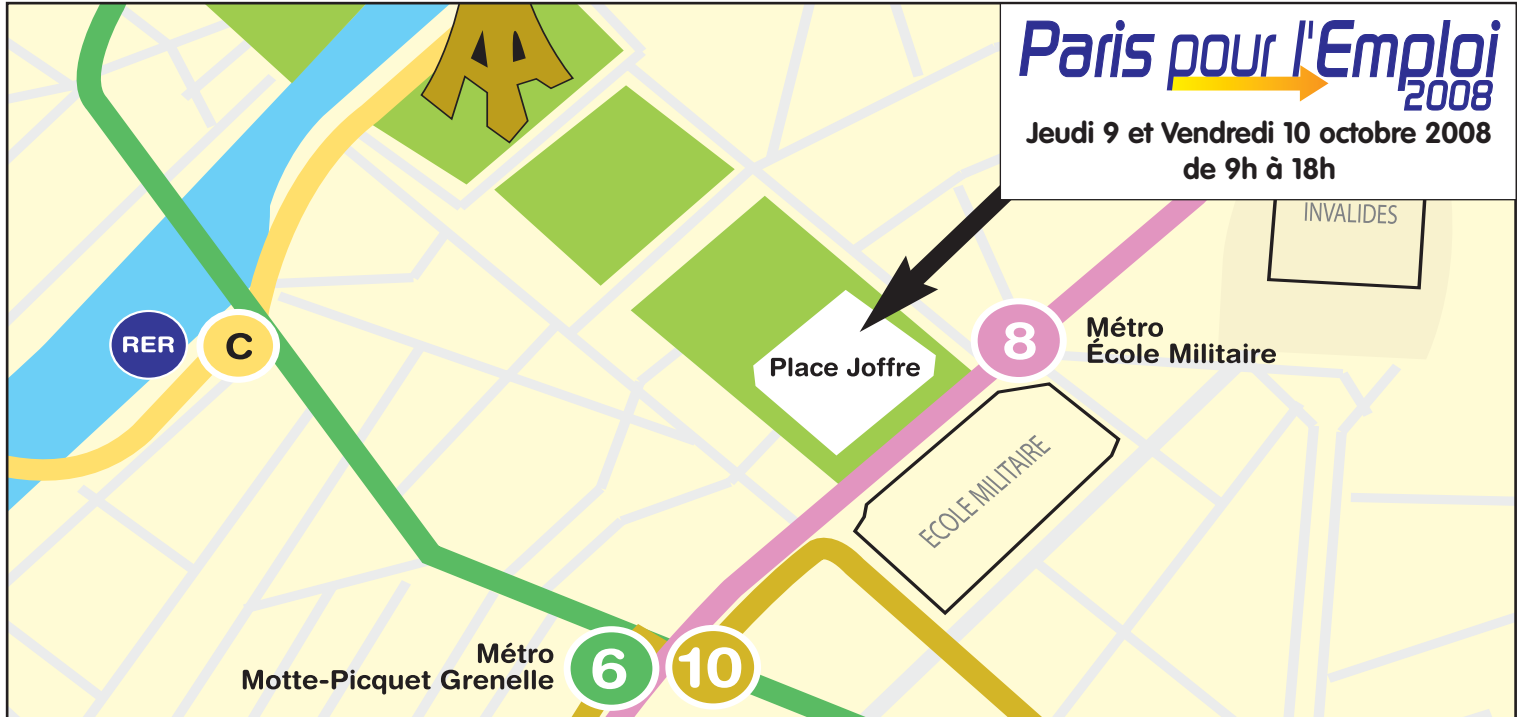 Paris pour l'Emploi
2008
Jeudi 9 et Vendredi 10 octobre 2008
de 9h à 18h
INVALIDES
RER
C
8
Métro
École Militaire
Place Joffre
ECOLE MILITAIRE
Métro
Motte-Picquet Grenelle
6
10